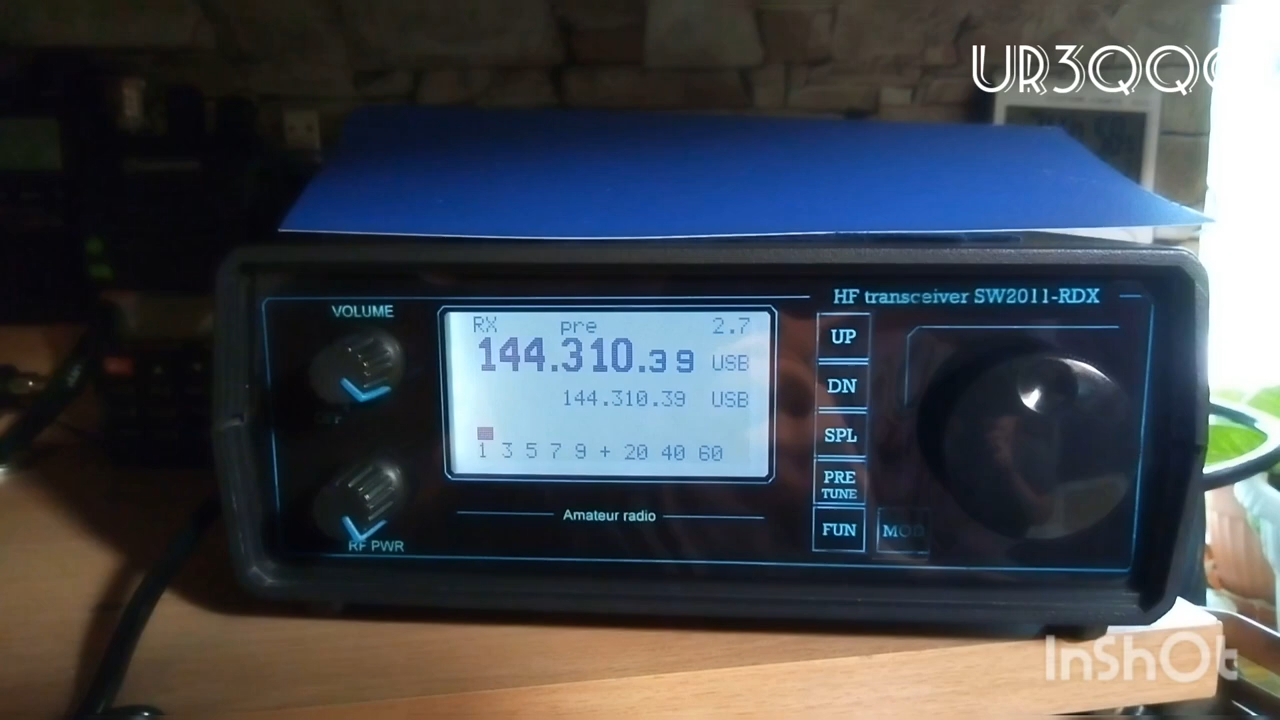 UR3QQ
HF transceiver SW2011-RDX
VOLUME
RX pre 2.7
144.310.39 USB
144.310.39 USB
1 3 5 7 9 + 20 40 60
UP
DN
SPL
PRE
TUNE
FUN
MOD
Amateur radio
RF PWR
InShOt